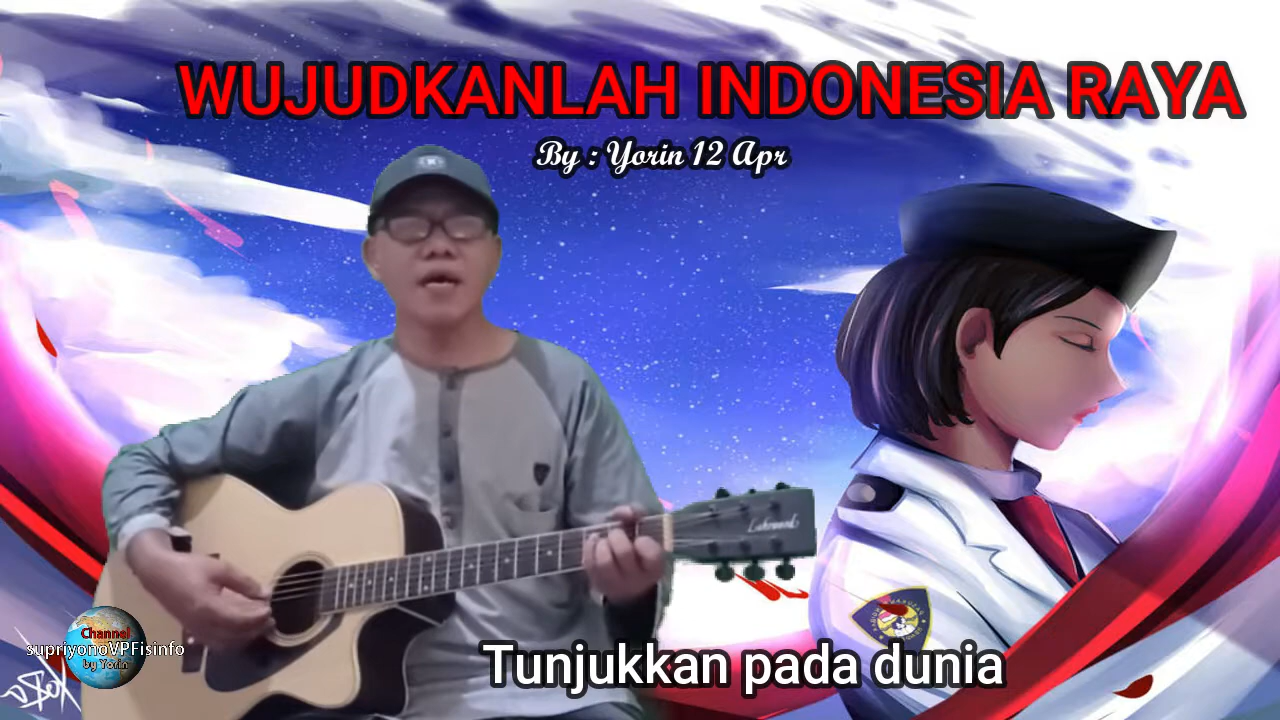 WUJUDKANLAH INDONESIA RAYA
By : Yorin 12 Apr
Channel
supriyonoVPFisinfo
by Yorin
Tunjukkan pada dunia